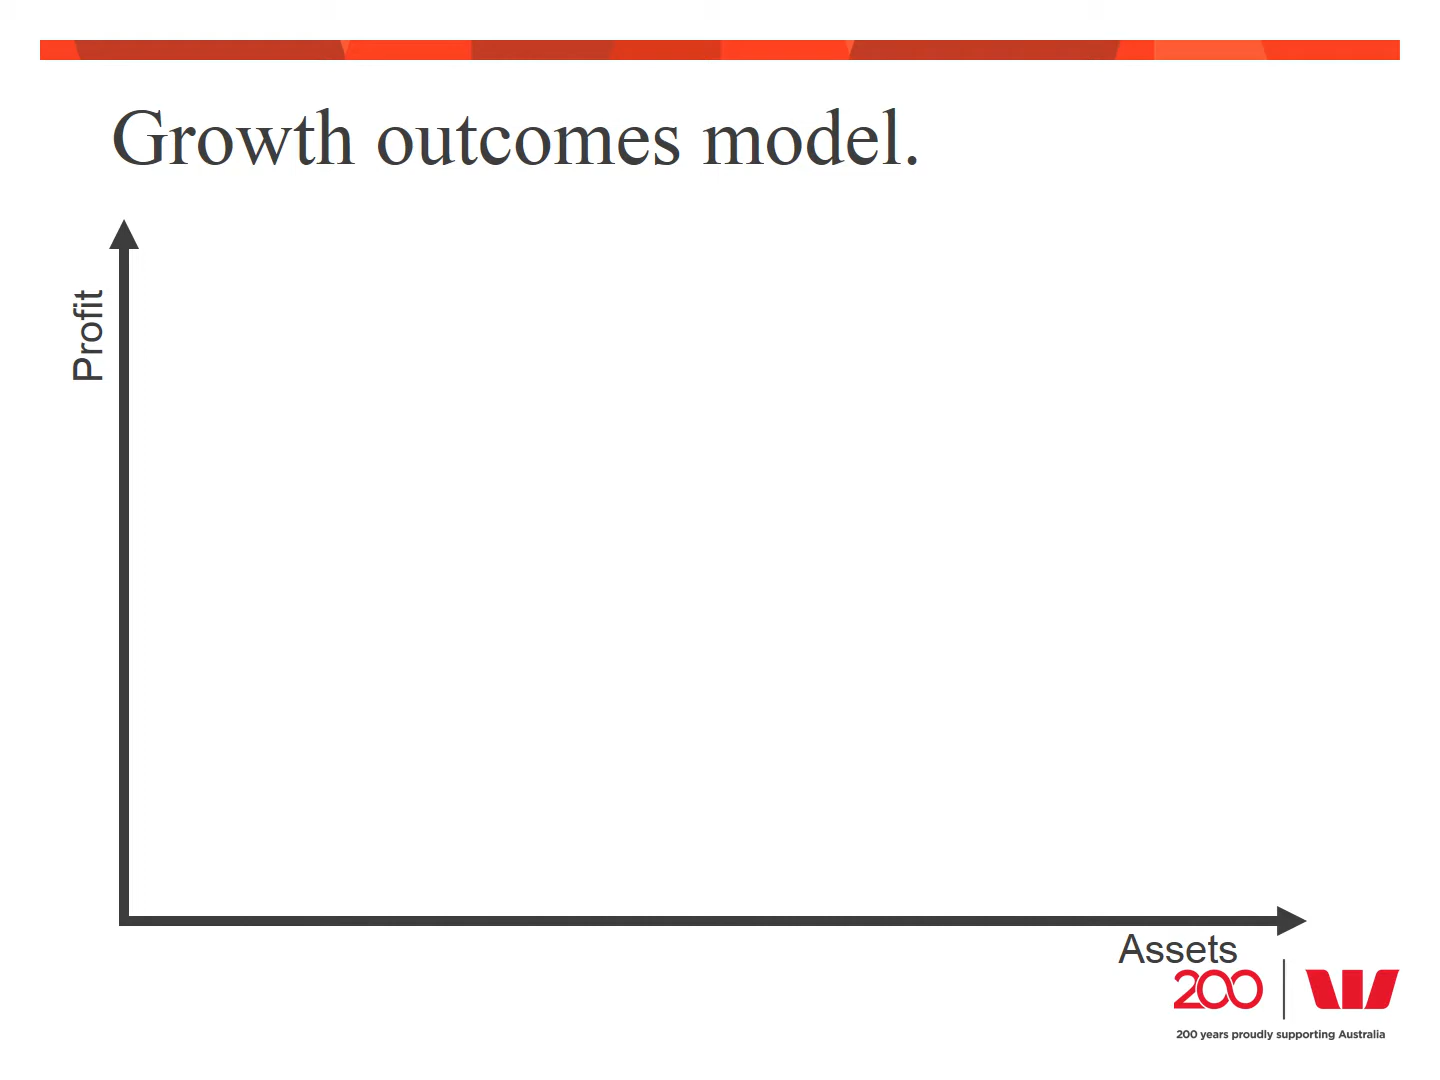 Growth outcomes model.
Profit
Assets
200
200 years proudly supporting Australia